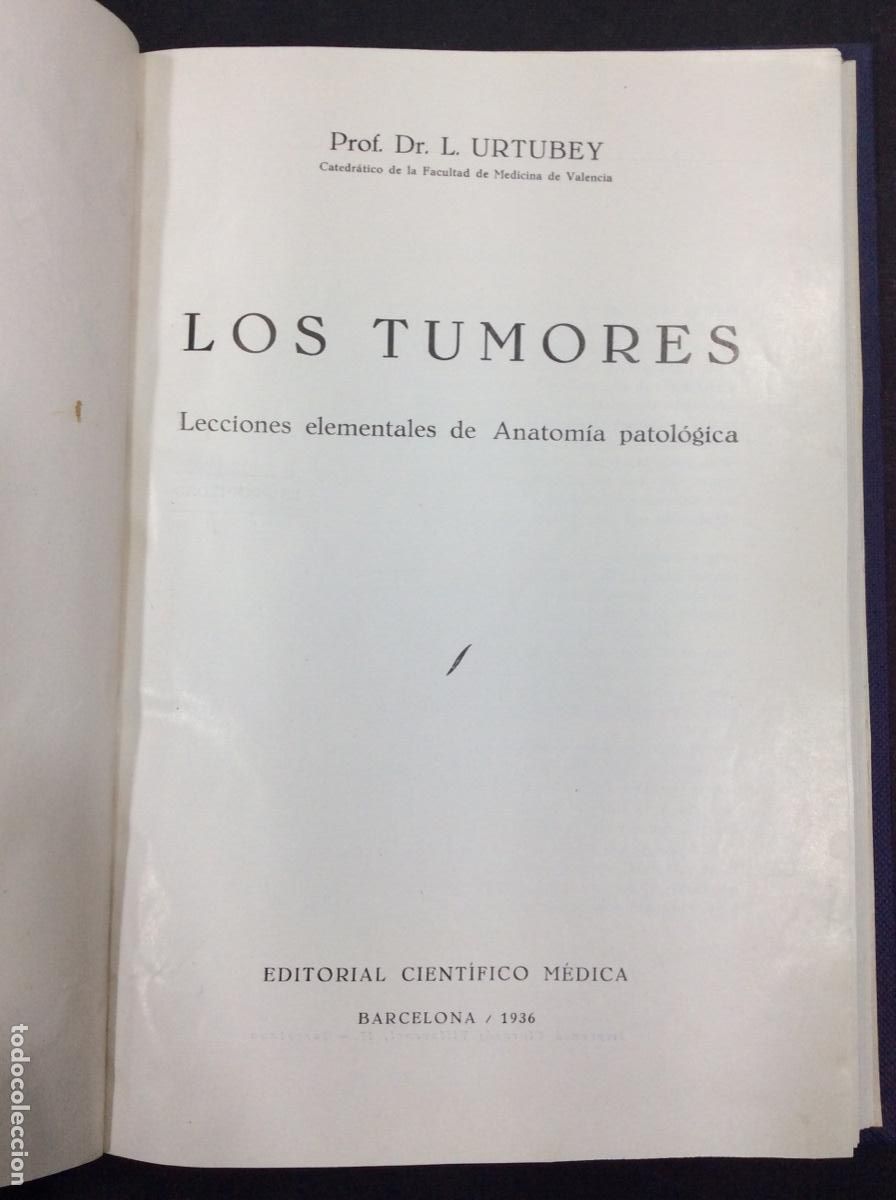 Prof. Dr. L. URTUBEY
Catedrático de la Facultad de Medicina de Valencia
LOS TUMORES
Lecciones elementales de Anatomía patológica
EDITORIAL CIENTÍFICO MÉDICA
BARCELONA / 1936
todocoleccion